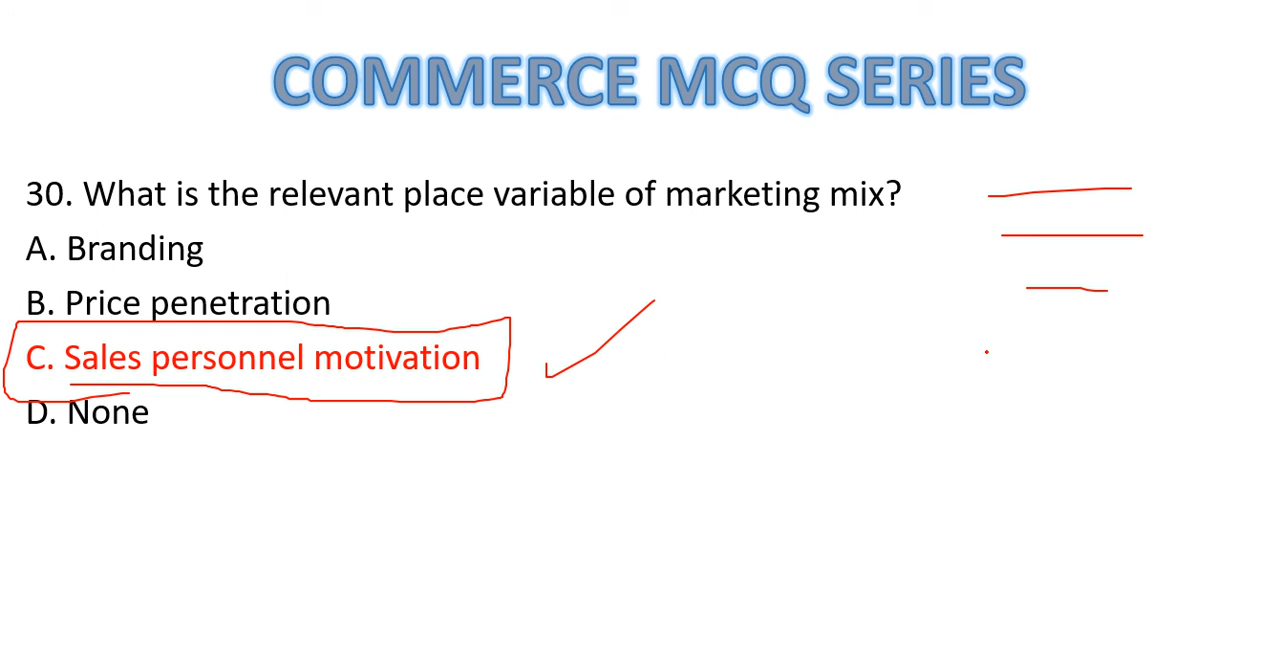 COMMERCE MCQ SERIES
30. What is the relevant place variable of marketing mix?
A. Branding
B. Price penetration
C. Sales personnel motivation
D. None